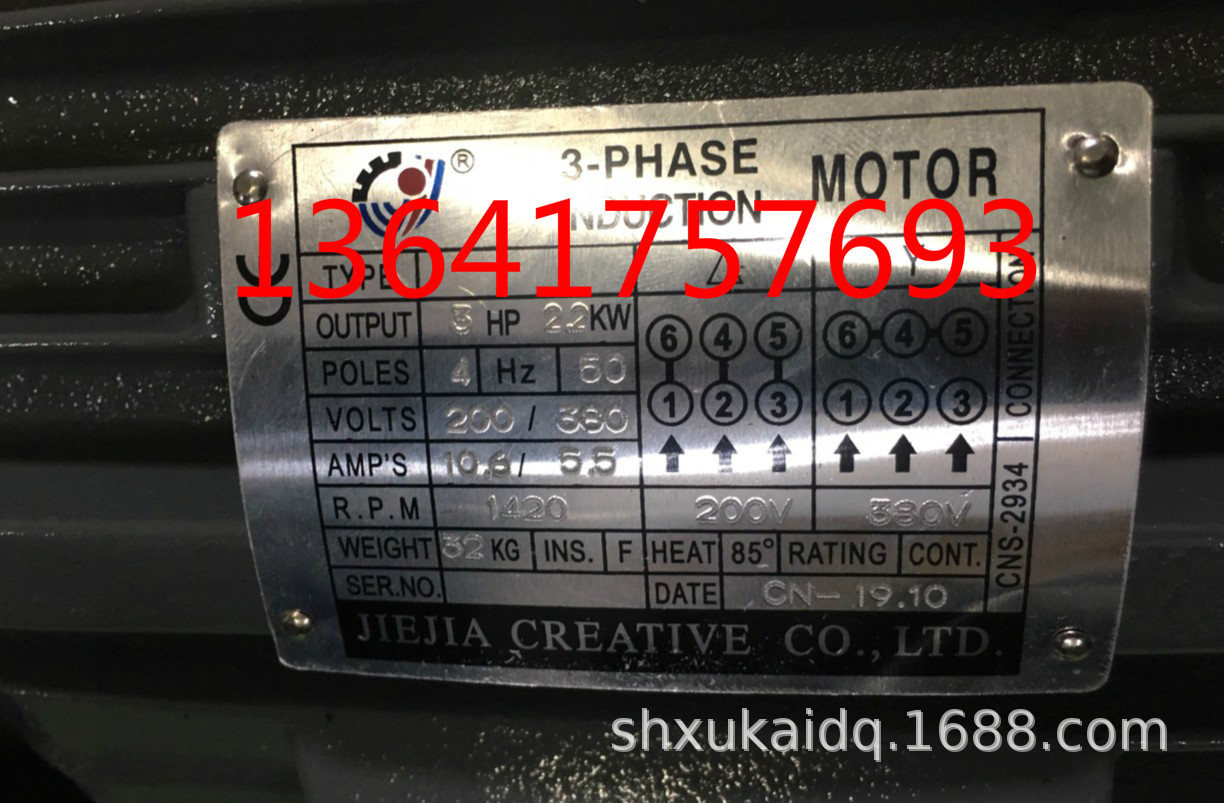 ®
3-PHASE
INDUCTION MOTOR
13641757693
CE
TYPE Δ Y
OUTPUT 3 HP 2.2KW
POLES 4 Hz 50
VOLTS 200 / 380
AMP'S 10.6 / 5.5
R.P.M 1420 200V 380V
6 4 5 6 4 5
1 2 3 1 2 3
WEIGHT 32 KG INS. F HEAT 85° RATING CONT.
SER.NO. DATE CN-19.10
CNS-2934 CONNECTION
JIEJIA CREATIVE CO., LTD.
shxukaidq.1688.com